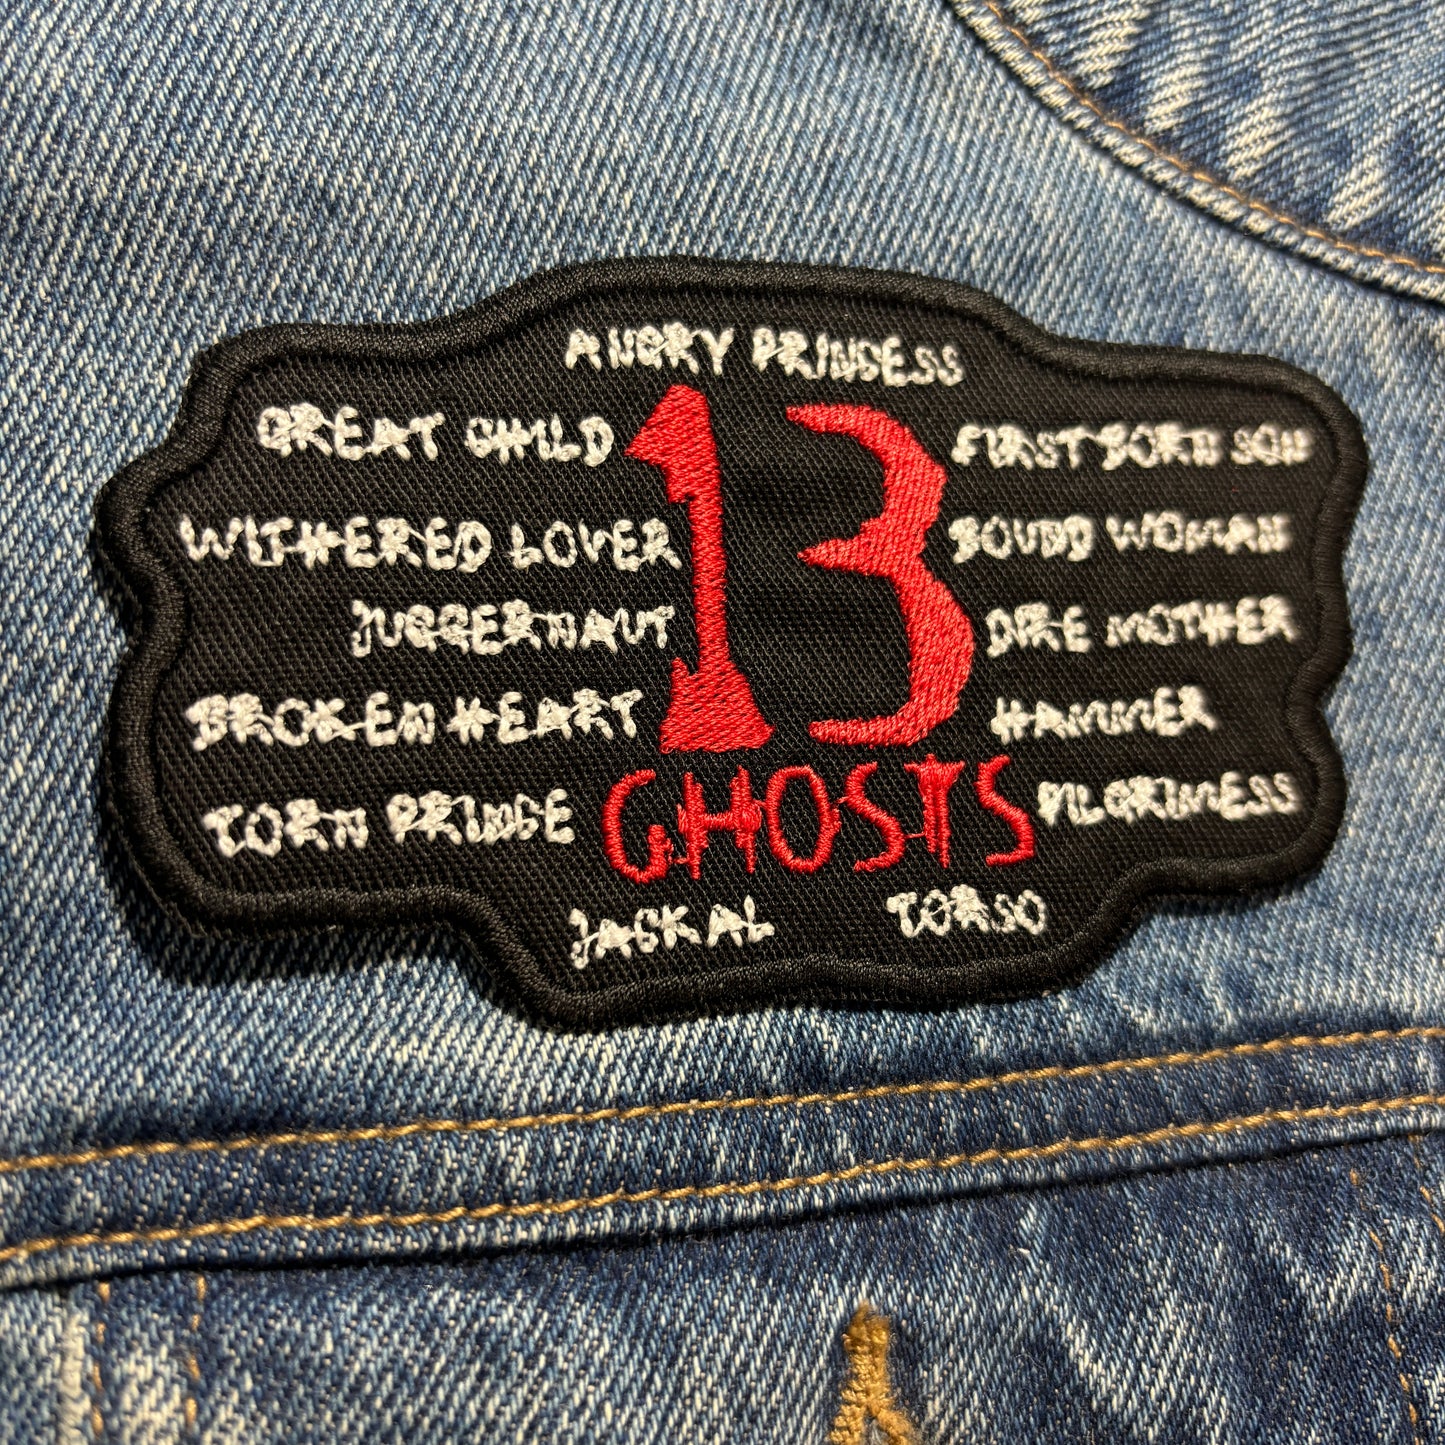 ANGRY PRINCESS
GREAT CHILD
FIRST BORN SON
WITHERED LOVER
BOUND WOMAN
JUGGERNAUT
DIRE MOTHER
BROKEN HEART
HAMMER
TORN PRINCE
PILGRIMESS
13
GHOSTS
JACKAL
TORSO